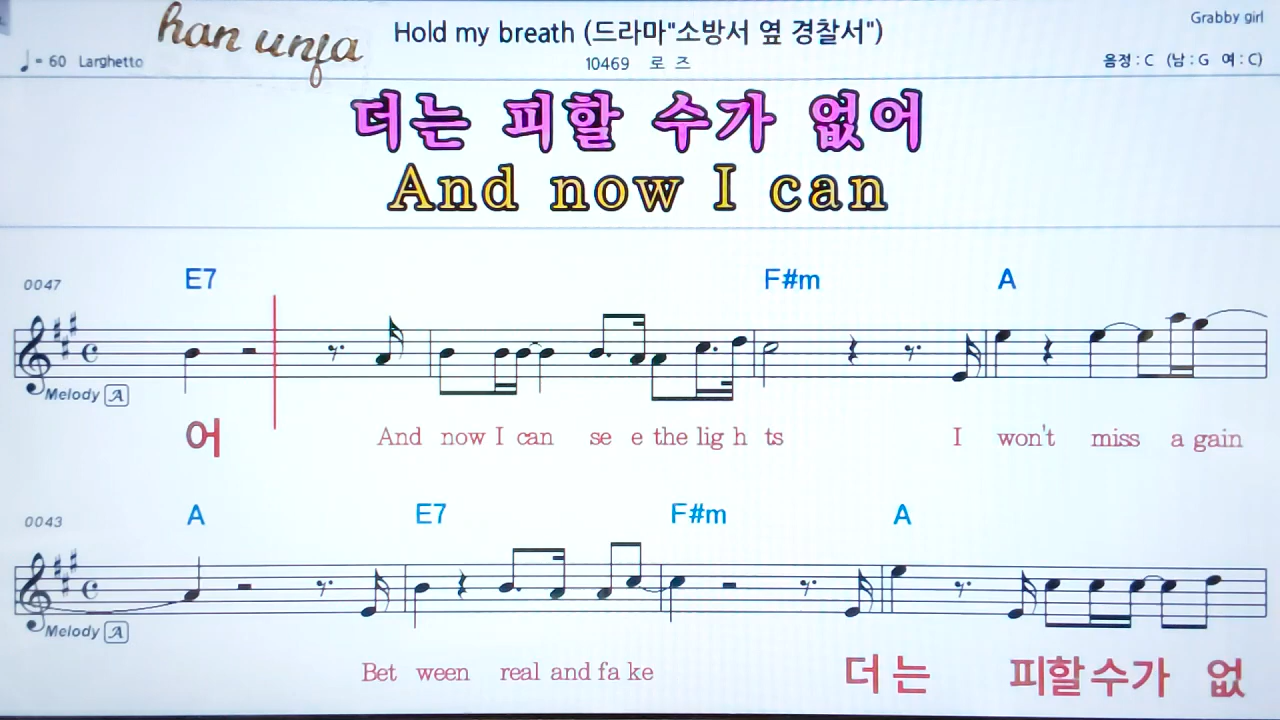 han unja
Hold my breath (드라마"소방서 옆 경찰서")
Grabby girl
♩= 60 Larghetto
10469 로 즈
음정 : C (남 : G 여 : C)
더는 피할 수가 없어
And now I can
0047
E7 F#m A
Melody A
어 And now I can se e the lig h ts I won't miss a gain
0043
A E7 F#m A
Melody A
Bet ween real and fa ke 더 는 피할 수가 없